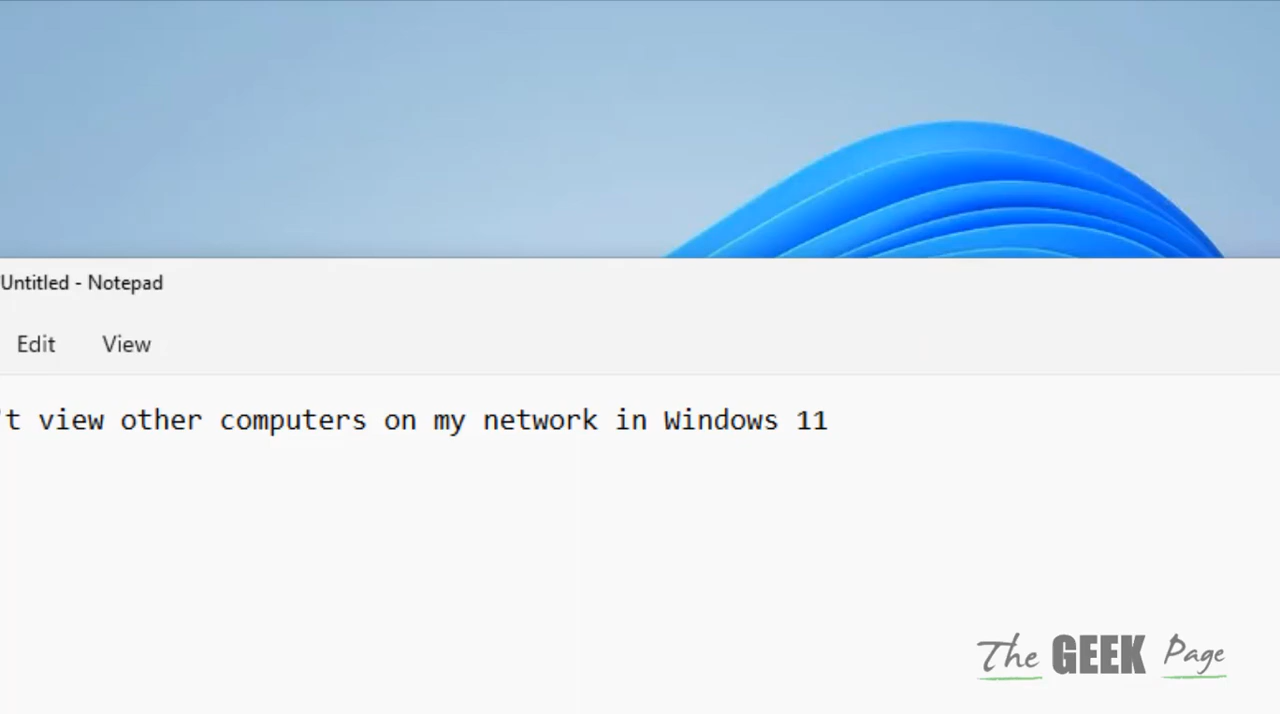 Untitled - Notepad
Edit View
't view other computers on my network in Windows 11
The GEEK Page